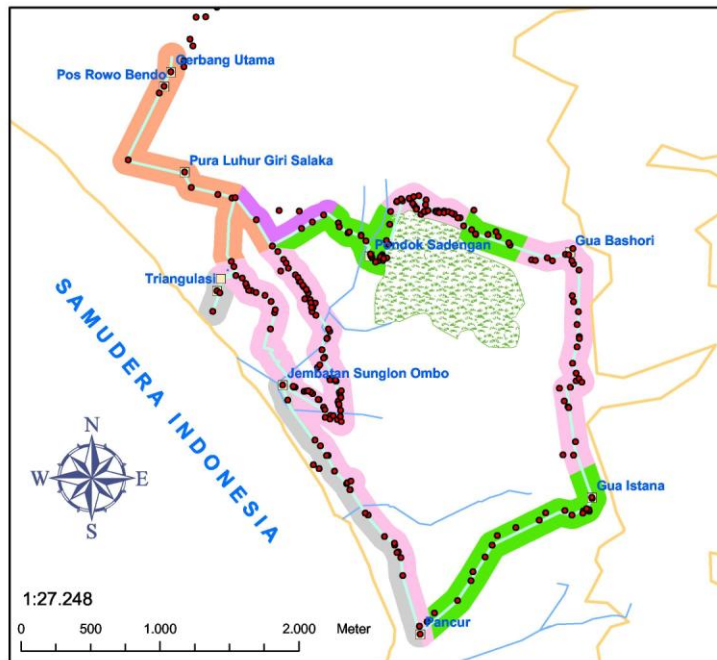 Gerbang Utama
Pos Rowo Bendo
Pura Luhur Giri Salaka
Pondok Sadengan
Gua Bashori
Triangulasi
SAMUDERA INDONESIA
Jembatan Sunglon Ombo
N
W E
S
Gua Istana
Pancur
1:27.248
0 500 1.000 2.000 Meter